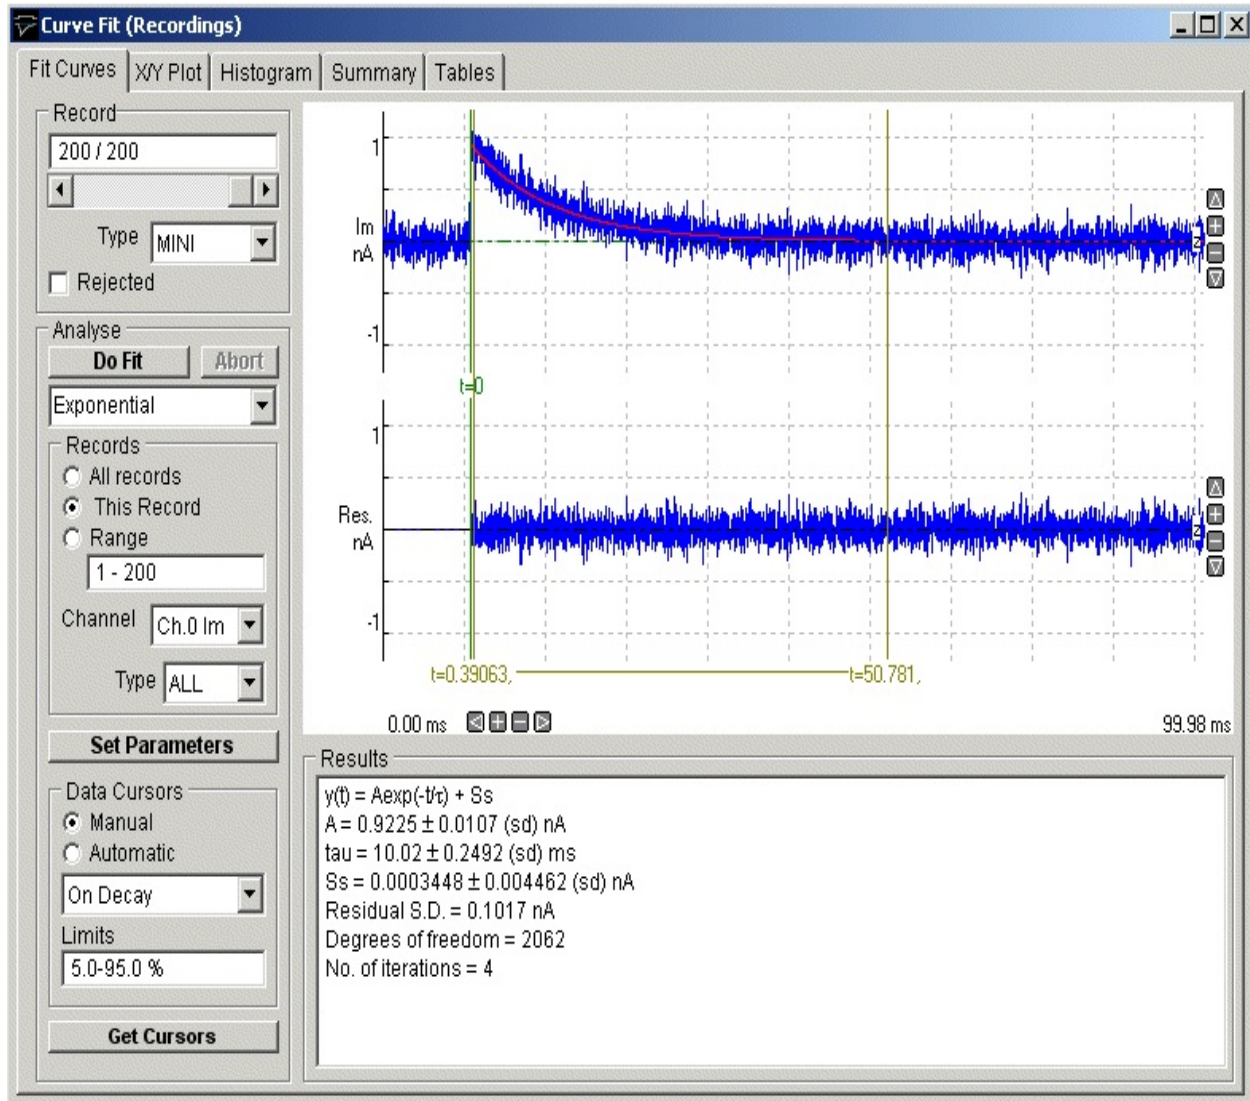 Curve Fit (Recordings)
Fit Curves X/Y Plot Histogram Summary Tables
Record
200 / 200
Type MINI
Rejected
Analyse
Do Fit Abort
Exponential
Records
All records
This Record
Range
1 - 200
Channel Ch.0 Im
Type ALL
Set Parameters
Data Cursors
Manual
Automatic
On Decay
Limits
5.0-95.0 %
Get Cursors
1
Im
nA
z
-1
t=0
1
Res.
nA
z
-1
t=0.39063, t=50.781,
0.00 ms 99.98 ms
Results
y(t) = Aexp(-t/τ) + Ss
A = 0.9225 ± 0.0107 (sd) nA
tau = 10.02 ± 0.2492 (sd) ms
Ss = 0.0003448 ± 0.004462 (sd) nA
Residual S.D. = 0.1017 nA
Degrees of freedom = 2062
No. of iterations = 4